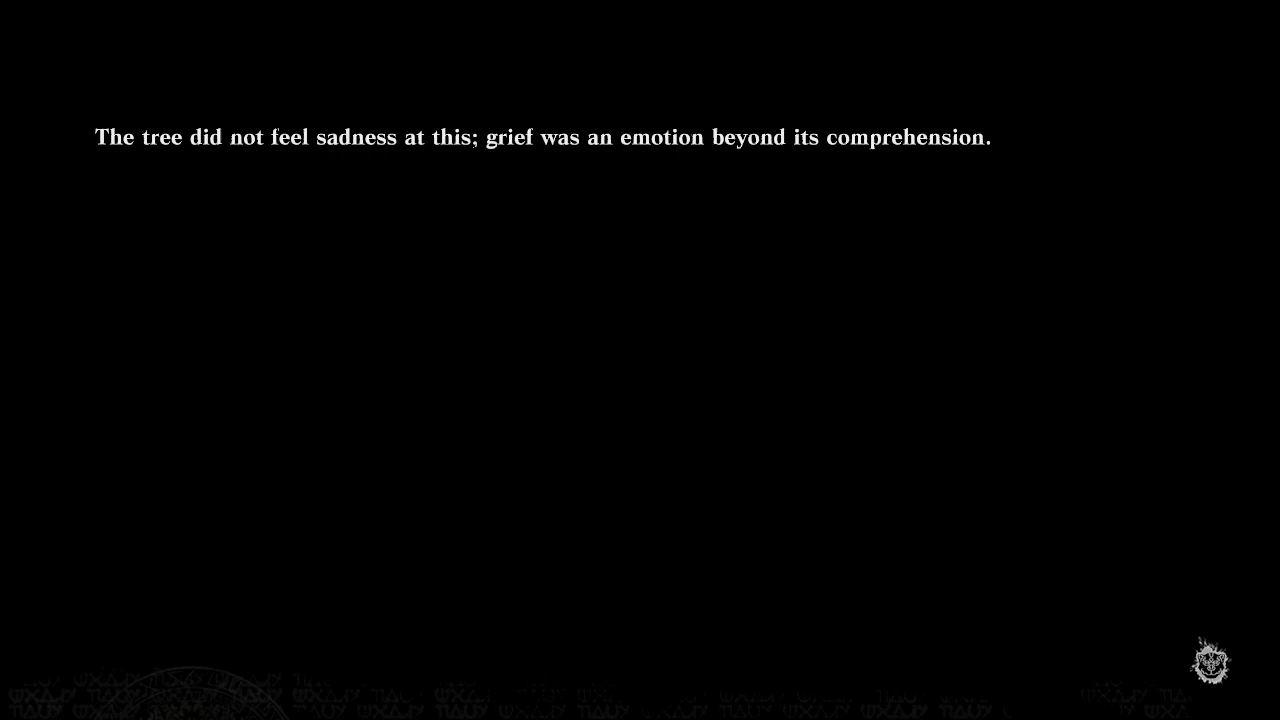 The tree did not feel sadness at this; grief was an emotion beyond its comprehension.